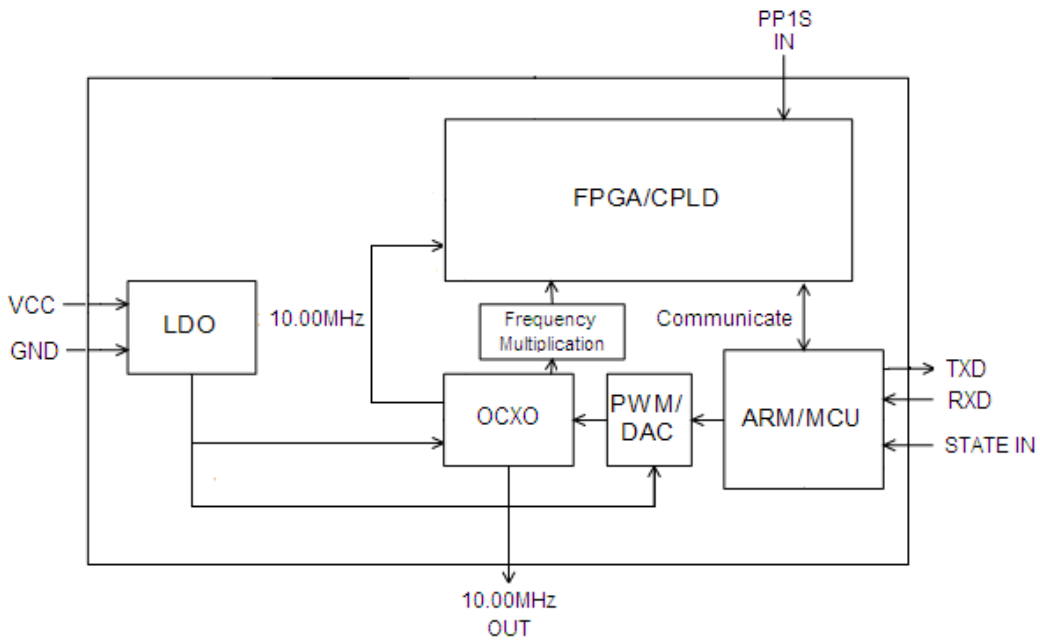 PP1S
IN
FPGA/CPLD
VCC
GND
LDO
10.00MHz
Frequency
Multiplication
Communicate
OCXO
PWM/
DAC
ARM/MCU
TXD
RXD
STATE IN
10.00MHz
OUT